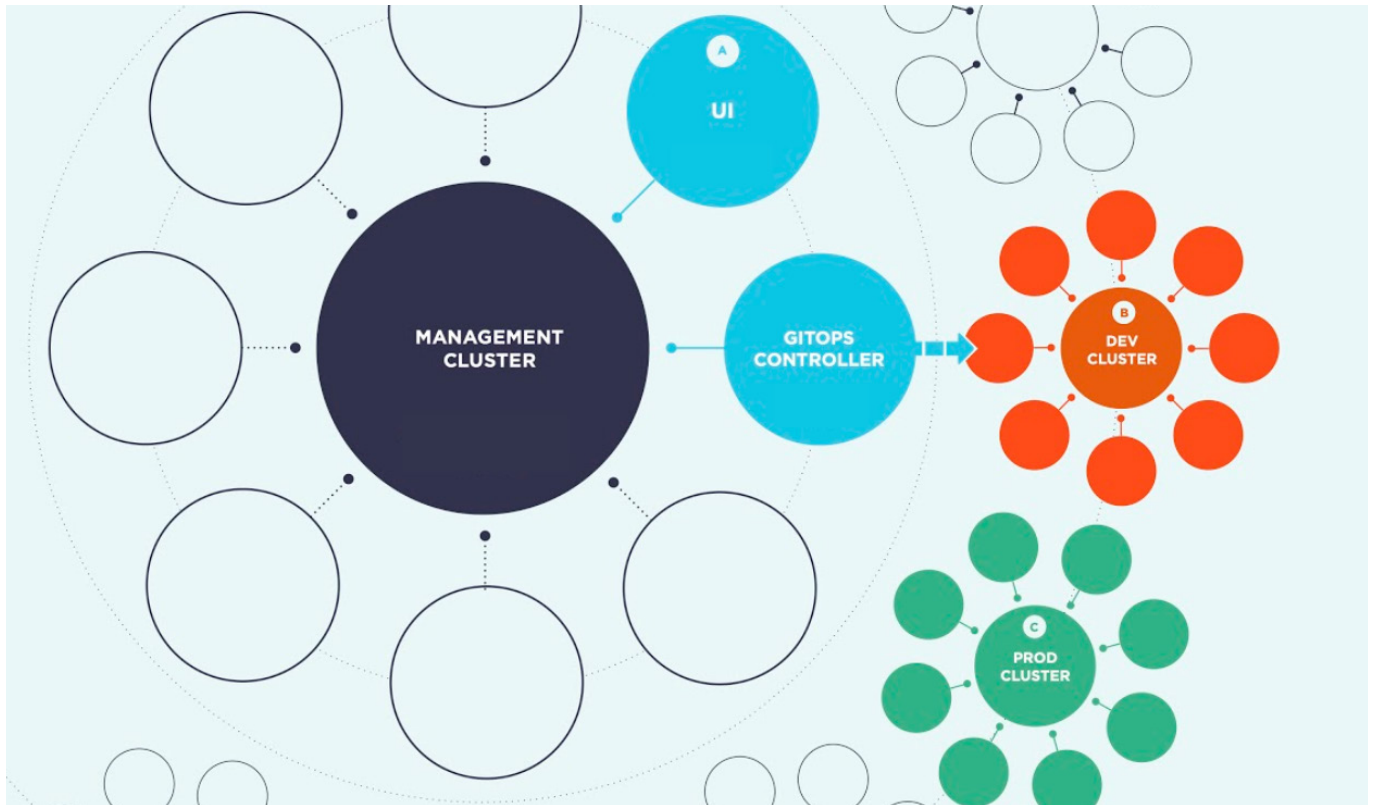 A
UI
MANAGEMENT
CLUSTER
GITOPS
CONTROLLER
B
DEV
CLUSTER
C
PROD
CLUSTER